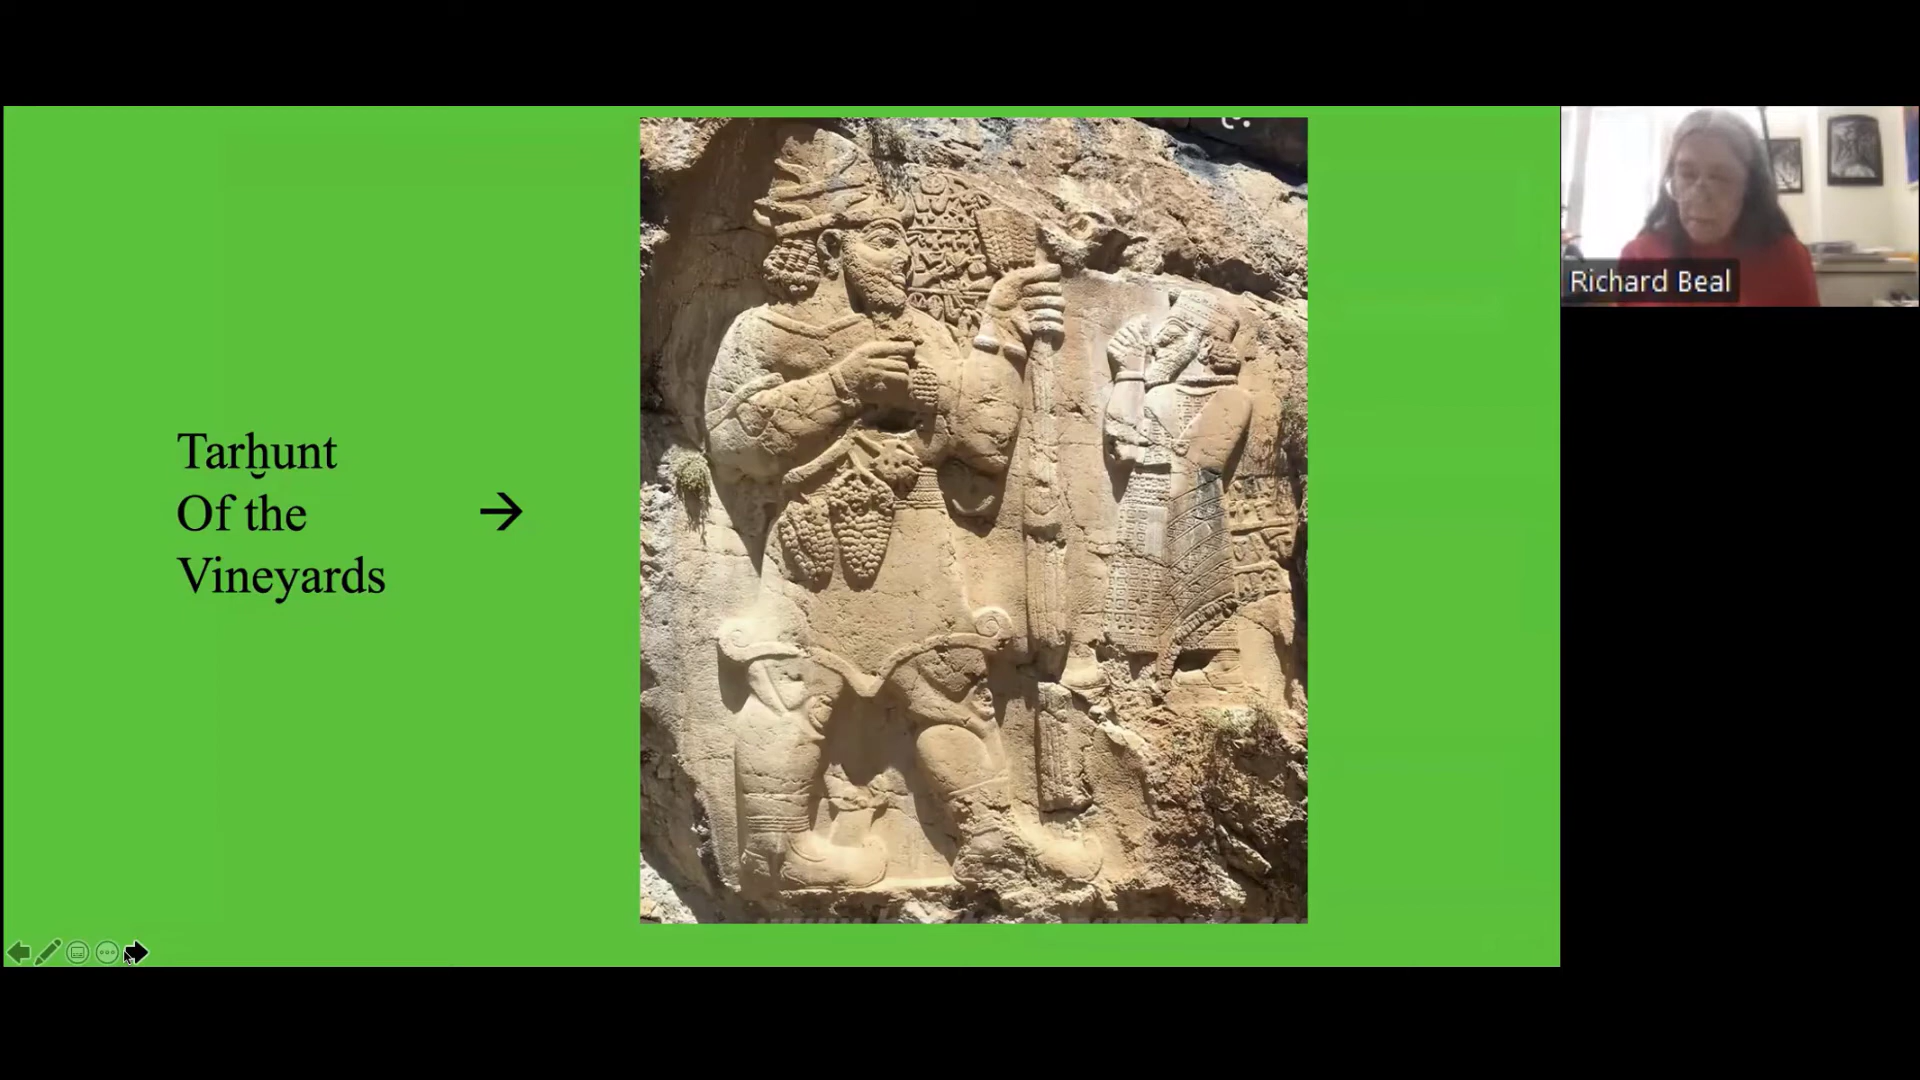 Tarḫunt
Of the
Vineyards
Richard Beal